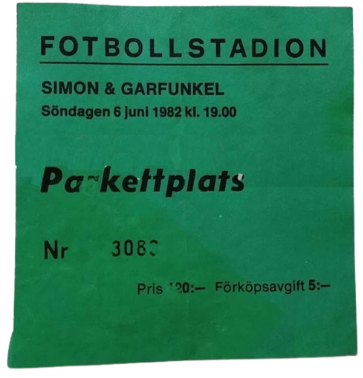 FOTBOLLSTADION
SIMON & GARFUNKEL
Söndagen 6 juni 1982 kl. 19.00
Parkettplats
Nr
Pris Förköpsavgift 5:—